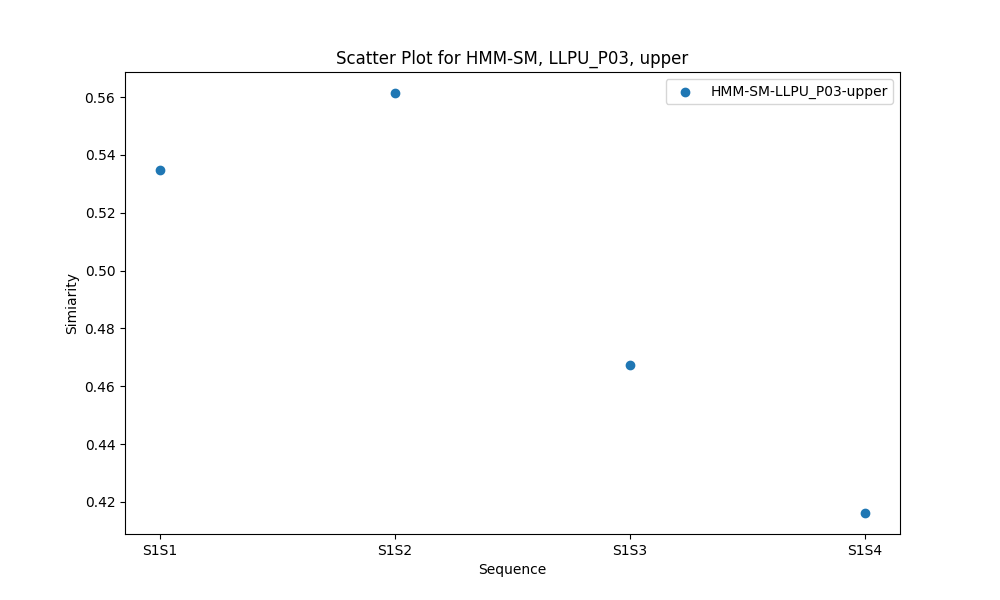 Scatter Plot for HMM-SM, LLPU_P03, upper
HMM-SM-LLPU_P03-upper
0.56
0.54
0.52
0.50
0.48
0.46
0.44
0.42
Simiarity
S1S1 S1S2 S1S3 S1S4
Sequence